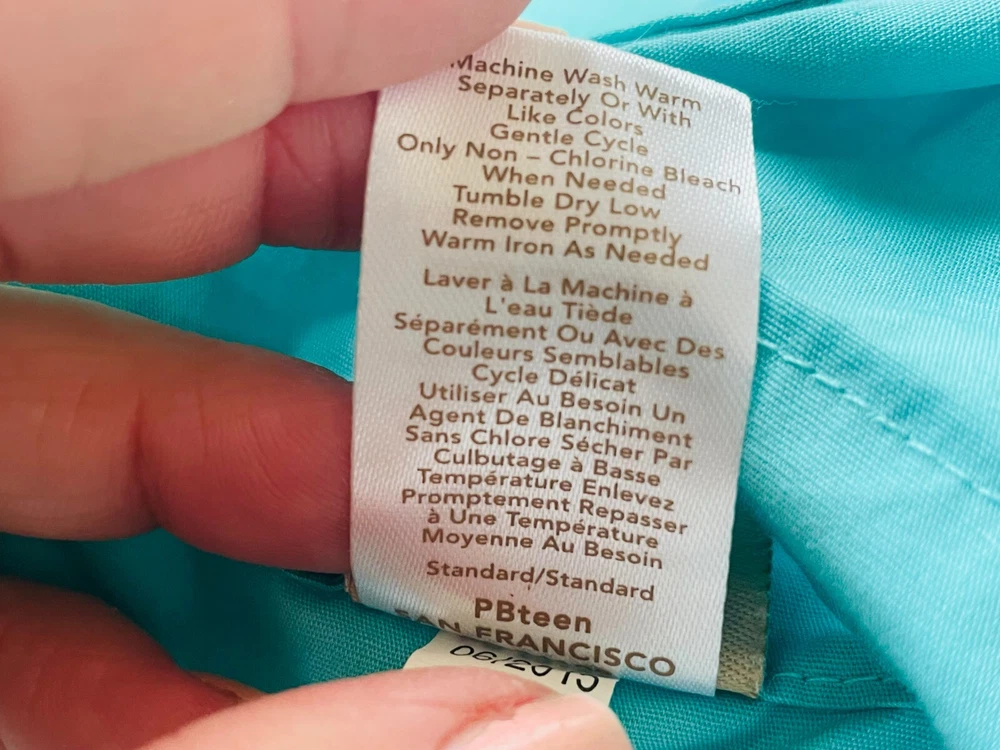 Machine Wash Warm
Separately Or With
Like Colors
Gentle Cycle
Only Non – Chlorine Bleach
When Needed
Tumble Dry Low
Remove Promptly
Warm Iron As Needed
Laver à La Machine à
L'eau Tiède
Séparément Ou Avec Des
Couleurs Semblables
Cycle Délicat
Utiliser Au Besoin Un
Agent De Blanchiment
Sans Chlore Sécher Par
Culbutage à Basse
Température Enlevez
Promptement Repasser
à Une Température
Moyenne Au Besoin
Standard/Standard
PBteen
SAN FRANCISCO